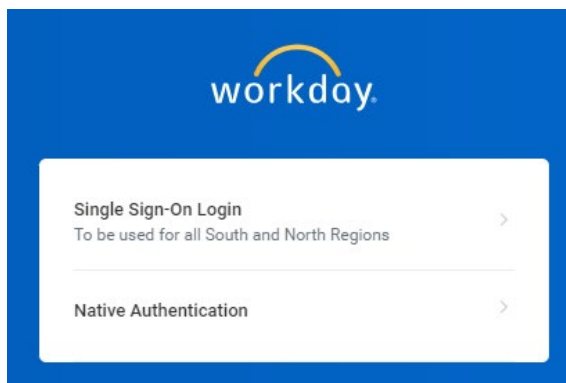 workday.
Single Sign-On Login
To be used for all South and North Regions
Native Authentication